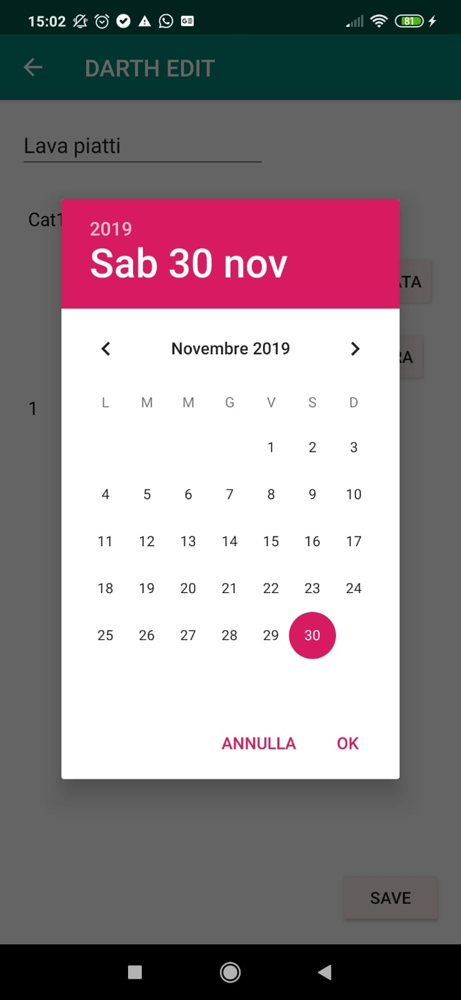 15:02 81
DARTH EDIT
Lava piatti
Cat1
2019
Sab 30 nov
TA
Novembre 2019
A
L M M G V S D
1
1 2 3
4 5 6 7 8 9 10
11 12 13 14 15 16 17
18 19 20 21 22 23 24
25 26 27 28 29 30
ANNULLA OK
SAVE